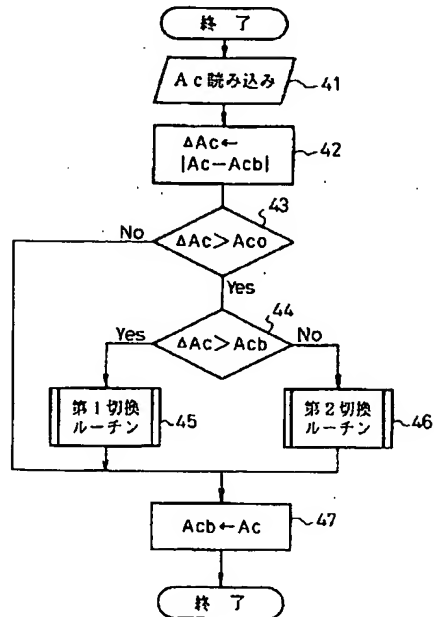 終了
Ac読み込み
41
ΔAc←
|Ac-Acb|
42
43
No
ΔAc>Aco
Yes
44
Yes
ΔAc>Acb
No
第1切換
ルーチン
45
第2切換
ルーチン
46
Acb←Ac
47
終了